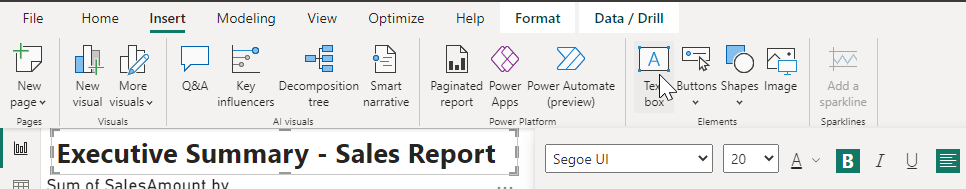 File Home Insert Modeling View Optimize Help Format Data / Drill
New page
New visual
More visuals
Q&A
Key influencers
Decomposition tree
Smart narrative
Paginated report
Power Apps
Power Automate (preview)
Text box
Buttons
Shapes
Image
Add a sparkline
Pages Visuals AI visuals Power Platform Elements Sparklines
Executive Summary - Sales Report
Segoe UI 20 A B I U
Sum of SalesAmount by